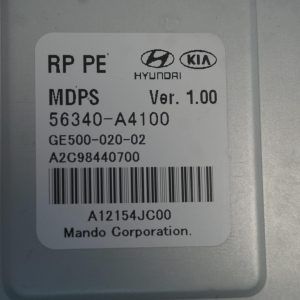 RP PE HYUNDAI KIA
MDPS Ver. 1.00
56340-A4100
GE500-020-02
A2C98440700
A12154JC00
Mando Corporation.